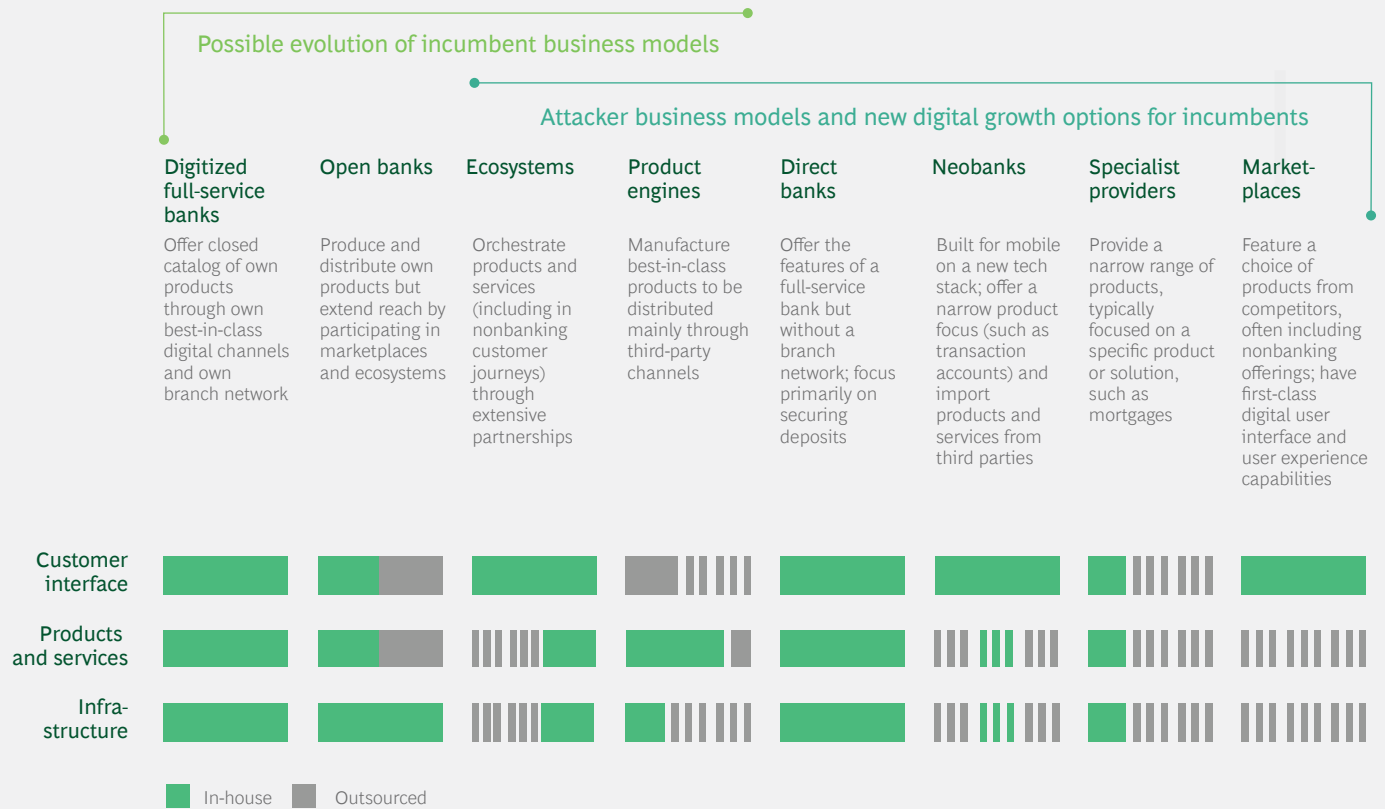 Possible evolution of incumbent business models
Attacker business models and new digital growth options for incumbents
Digitized
full-service
banks
Offer closed
catalog of own
products
through own
best-in-class
digital channels
and own
branch network
Open banks
Produce and
distribute own
products but
extend reach by
participating in
marketplaces
and ecosystems
Ecosystems
Orchestrate
products and
services
(including in
nonbanking
customer
journeys)
through
extensive
partnerships
Product
engines
Manufacture
best-in-class
products to be
distributed
mainly through
third-party
channels
Direct
banks
Offer the
features of a
full-service
bank but
without a
branch
network; focus
primarily on
securing
deposits
Neobanks
Built for mobile
on a new tech
stack; offer a
narrow product
focus (such as
transaction
accounts) and
import
products and
services from
third parties
Specialist
providers
Provide a
narrow range of
products,
typically
focused on a
specific product
or solution,
such as
mortgages
Market-
places
Feature a
choice of
products from
competitors,
often including
nonbanking
offerings; have
first-class
digital user
interface and
user experience
capabilities
Customer
interface
Products
and services
Infra-
structure
In-house
Outsourced